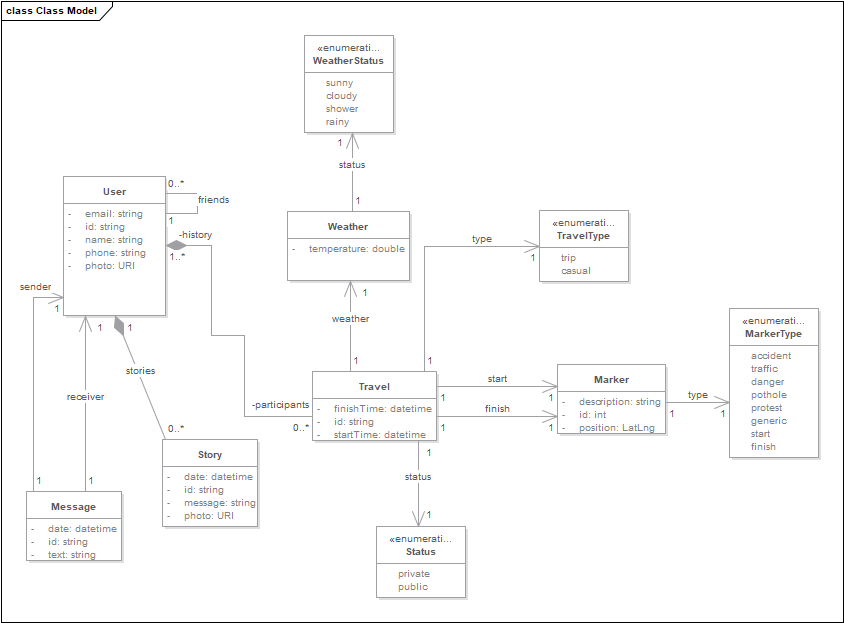 class Class Model
«enumerati...
WeatherStatus
sunny
cloudy
shower
rainy
1
status
1
User
- email: string
- id: string
- name: string
- phone: string
- photo: URI
0..*
friends
1
-history
1..*
Weather
- temperature: double
1
weather
1
«enumerati...
TravelType
trip
casual
type
1
1
sender
1
1
receiver
1
1
1
stories
0..*
-participants
0..*
Travel
- finishTime: datetime
- id: string
- startTime: datetime
start
1
1
finish
1
1
Marker
- description: string
- id: int
- position: LatLng
type
1
1
«enumerati...
MarkerType
accident
traffic
danger
pothole
protest
generic
start
finish
Story
- date: datetime
- id: string
- message: string
- photo: URI
Message
- date: datetime
- id: string
- text: string
1
status
1
«enumerati...
Status
private
public